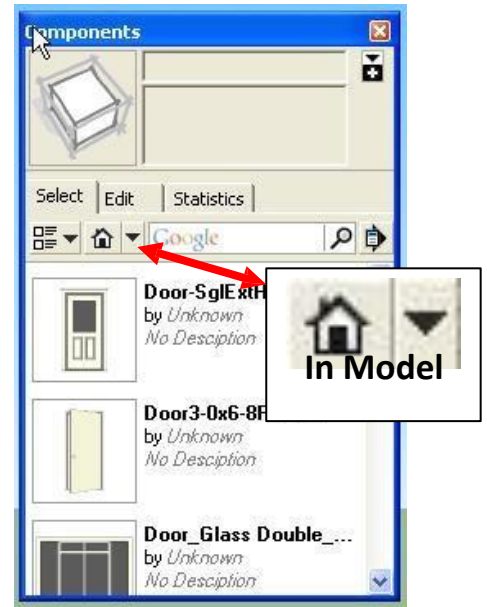 Components
Select Edit Statistics
Google
Door-SglExtH
by Unknown
No Desciption
In Model
Door3-0x6-8
by Unknown
No Desciption
Door_Glass Double_...
by Unknown
No Desciption